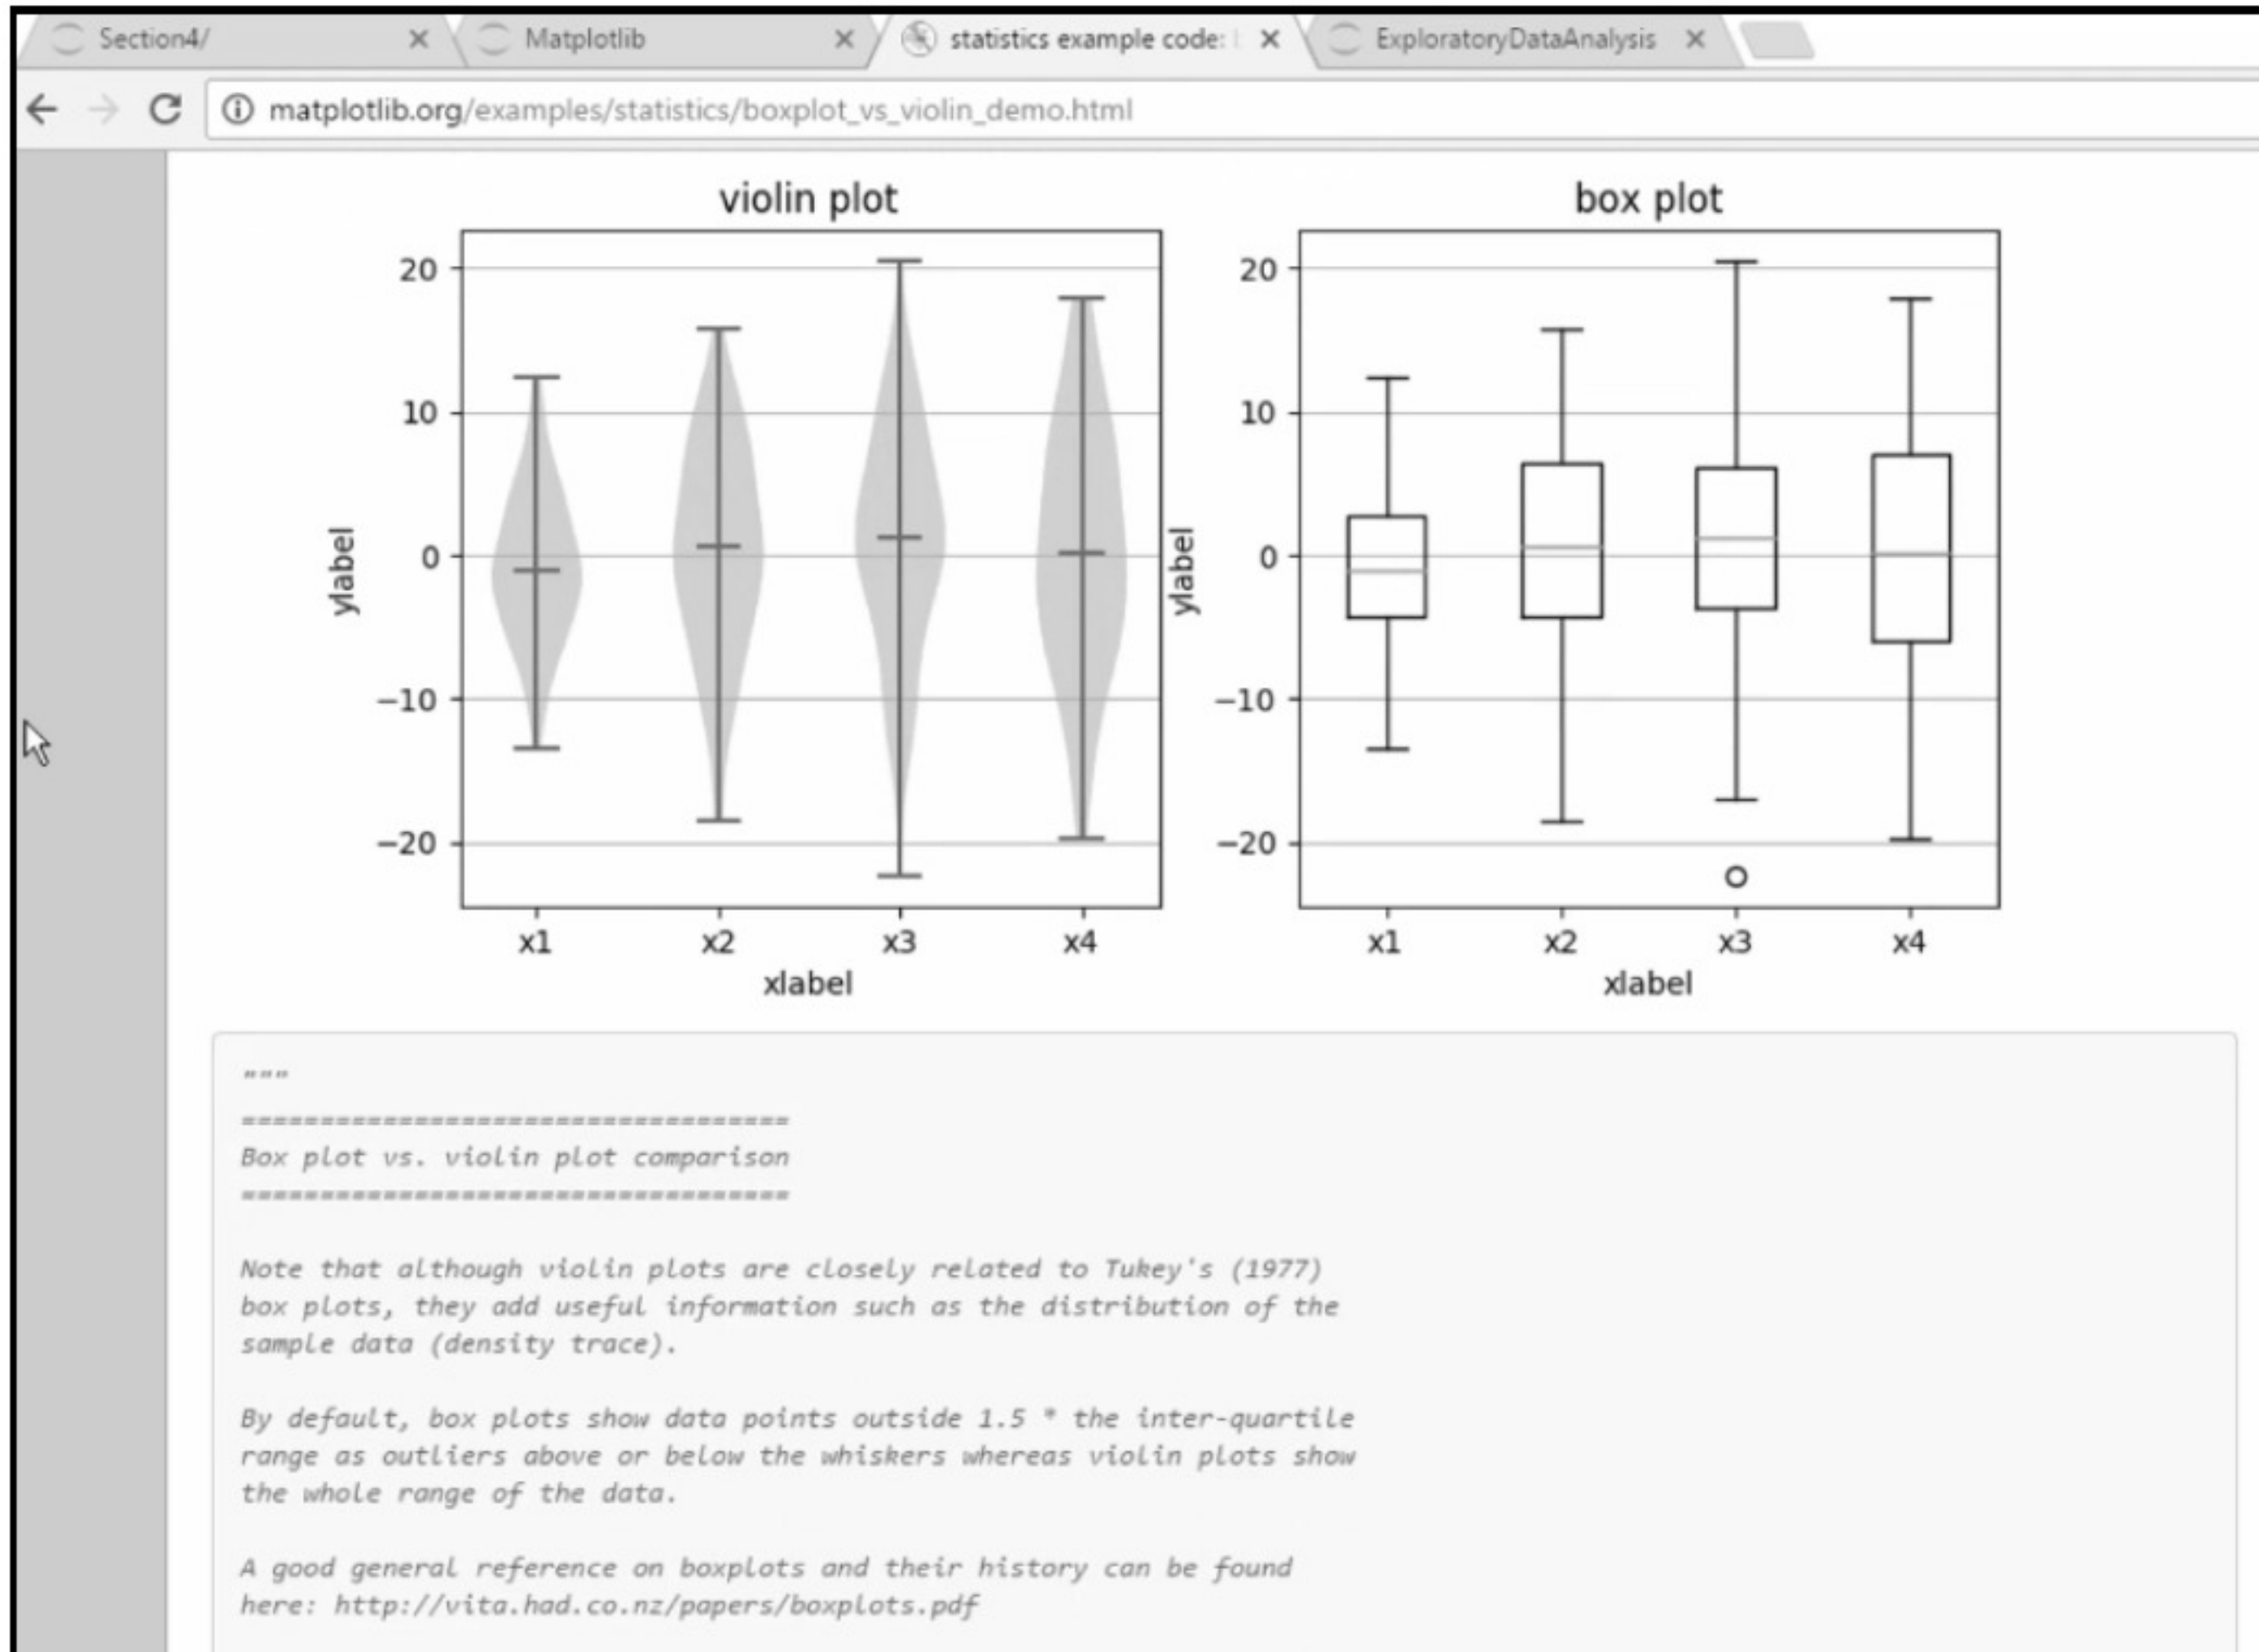 Section4/
Matplotlib
statistics example code:
ExploratoryDataAnalysis
matplotlib.org/examples/statistics/boxplot_vs_violin_demo.html
violin plot
20
10
0
−10
−20
ylabel
x1 x2 x3 x4
xlabel
box plot
20
10
0
−10
−20
ylabel
x1 x2 x3 x4
xlabel
"""
===================================
Box plot vs. violin plot comparison
===================================
Note that although violin plots are closely related to Tukey's (1977)
box plots, they add useful information such as the distribution of the
sample data (density trace).
By default, box plots show data points outside 1.5 * the inter-quartile
range as outliers above or below the whiskers whereas violin plots show
the whole range of the data.
A good general reference on boxplots and their history can be found
here: http://vita.had.co.nz/papers/boxplots.pdf